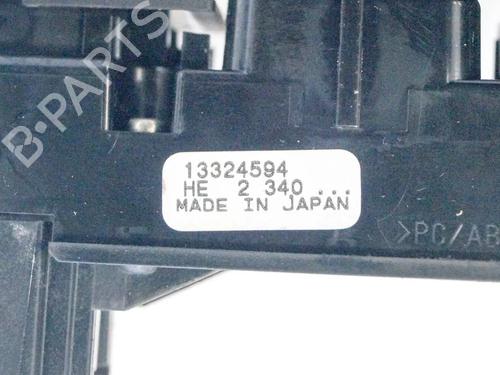 B-PARTS
13324594
HE 2 340 ...
MADE IN JAPAN
>PC/AB